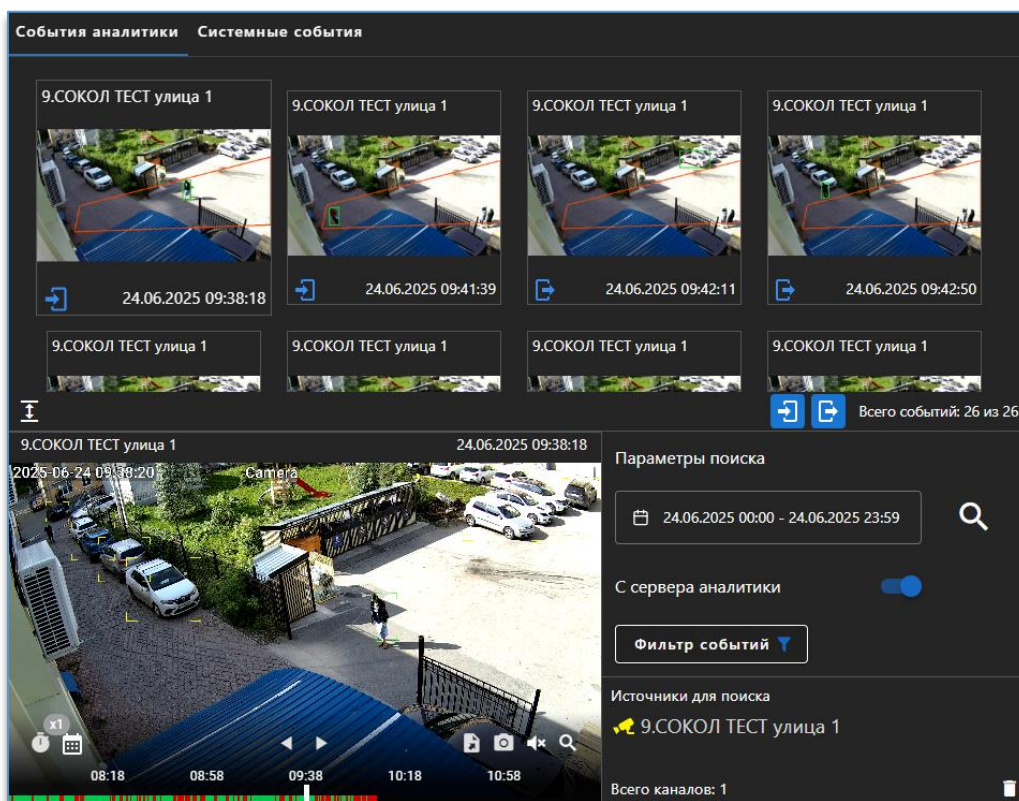 События аналитики Системные события
9.СОКОЛ ТЕСТ улица 1
24.06.2025 09:38:18
9.СОКОЛ ТЕСТ улица 1
24.06.2025 09:41:39
9.СОКОЛ ТЕСТ улица 1
24.06.2025 09:42:11
9.СОКОЛ ТЕСТ улица 1
24.06.2025 09:42:50
9.СОКОЛ ТЕСТ улица 1
9.СОКОЛ ТЕСТ улица 1
9.СОКОЛ ТЕСТ улица 1
9.СОКОЛ ТЕСТ улица 1
Всего событий: 26 из 26
9.СОКОЛ ТЕСТ улица 1 24.06.2025 09:38:18
2025-06-24 09:38:20 Camera
x1
08:18 08:58 09:38 10:18 10:58
Параметры поиска
24.06.2025 00:00 - 24.06.2025 23:59
С сервера аналитики
Фильтр событий
Источники для поиска
9.СОКОЛ ТЕСТ улица 1
Всего каналов: 1